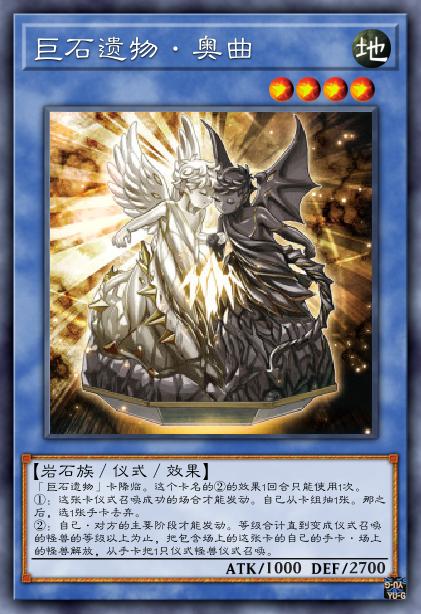 巨石遗物·奥曲
地
【岩石族/仪式/效果】
「巨石遗物」卡降临。这个卡名的②的效果1回合只能使用1次。
①：这张卡仪式召唤成功的场合才能发动。自己从卡组抽1张。那之
后，选1张手卡丢弃。
②：自己·对方的主要阶段才能发动。等级合计直到变成仪式召唤
的怪兽的等级以上为止，把包含场上的这张卡的自己的手卡·场上
的怪兽解放，从手卡把1只仪式怪兽仪式召唤。
ATK/1000 DEF/2700